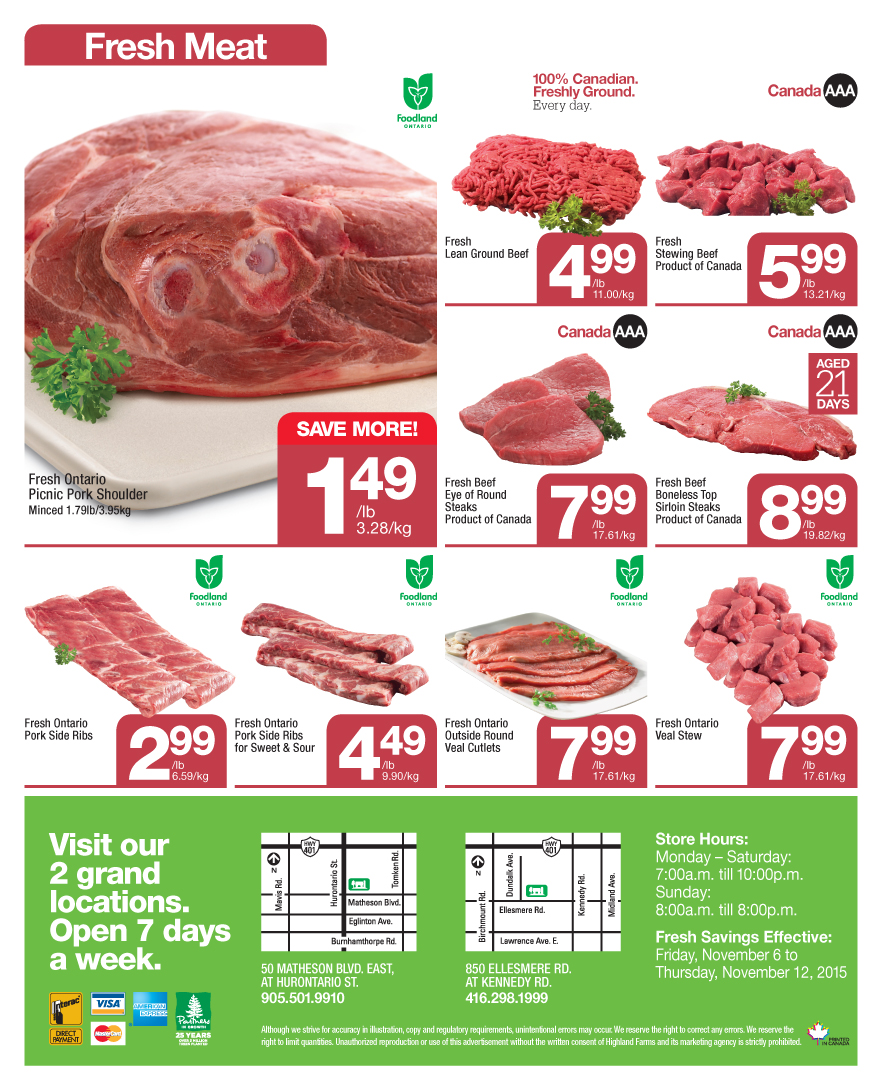 Fresh Meat
Foodland
ONTARIO
SAVE MORE!
Fresh Ontario
Picnic Pork Shoulder
Minced 1.79lb/3.95kg
1.49
/lb
3.28/kg
100% Canadian.
Freshly Ground.
Every day.
Fresh
Lean Ground Beef
4.99
/lb
11.00/kg
Canada AAA
Fresh
Stewing Beef
Product of Canada
5.99
/lb
13.21/kg
Canada AAA
Fresh Beef
Eye of Round
Steaks
Product of Canada
7.99
/lb
17.61/kg
Canada AAA
AGED
21
DAYS
Fresh Beef
Boneless Top
Sirloin Steaks
Product of Canada
8.99
/lb
19.82/kg
Foodland
ONTARIO
Fresh Ontario
Pork Side Ribs
2.99
/lb
6.59/kg
Foodland
ONTARIO
Fresh Ontario
Pork Side Ribs
for Sweet & Sour
4.49
/lb
9.90/kg
Foodland
ONTARIO
Fresh Ontario
Outside Round
Veal Cutlets
7.99
/lb
17.61/kg
Foodland
ONTARIO
Fresh Ontario
Veal Stew
7.99
/lb
17.61/kg
Visit our
2 grand
locations.
Open 7 days
a week.
Interac
DIRECT
PAYMENT
VISA
MasterCard
AMERICAN
EXPRESS
Partners
IN GROWTH
25 YEARS
HWY
401
N
Mavis Rd.
Hurontario St.
Tomken Rd.
Matheson Blvd.
Eglinton Ave.
Burnhamthorpe Rd.
50 MATHESON BLVD. EAST,
AT HURONTARIO ST.
905.501.9910
HWY
401
N
Birchmount Rd.
Dundalk Ave.
Kennedy Rd.
Midland Ave.
Ellesmere Rd.
Lawrence Ave. E.
850 ELLESMERE RD.
AT KENNEDY RD.
416.298.1999
Store Hours:
Monday – Saturday:
7:00a.m. till 10:00p.m.
Sunday:
8:00a.m. till 8:00p.m.
Fresh Savings Effective:
Friday, November 6 to
Thursday, November 12, 2015
Although we strive for accuracy in illustration, copy and regulatory requirements, unintentional errors may occur. We reserve the right to correct any errors. We reserve the
right to limit quantities. Unauthorized reproduction or use of this advertisement without the written consent of Highland Farms and its marketing agency is strictly prohibited.
PRINTED
IN CANADA